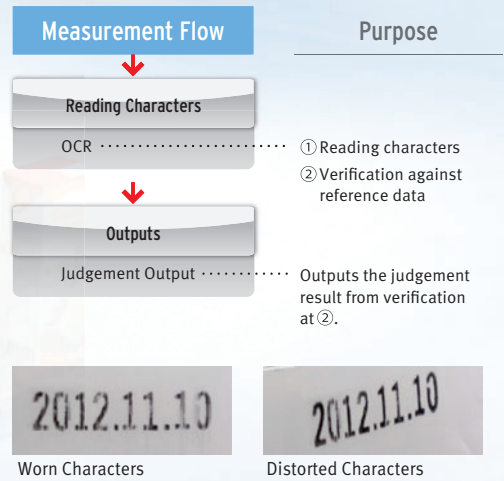 Measurement Flow
Purpose
Reading Characters
OCR ························ ①Reading characters
②Verification against
reference data
Outputs
Judgement Output ············ Outputs the judgement
result from verification
at②.
2012.11.10
2012.11.10
Worn Characters
Distorted Characters